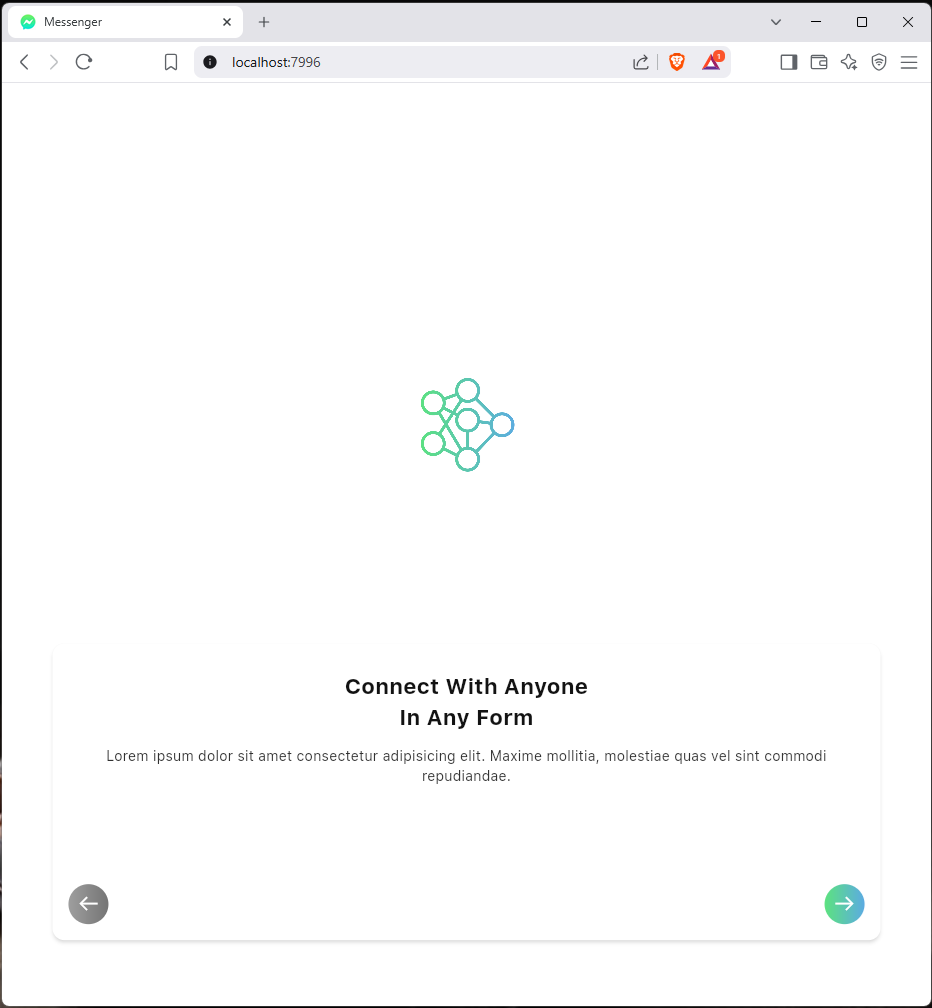 Messenger
localhost:7996
1
Connect With Anyone
In Any Form
Lorem ipsum dolor sit amet consectetur adipisicing elit. Maxime mollitia, molestiae quas vel sint commodi
repudiandae.